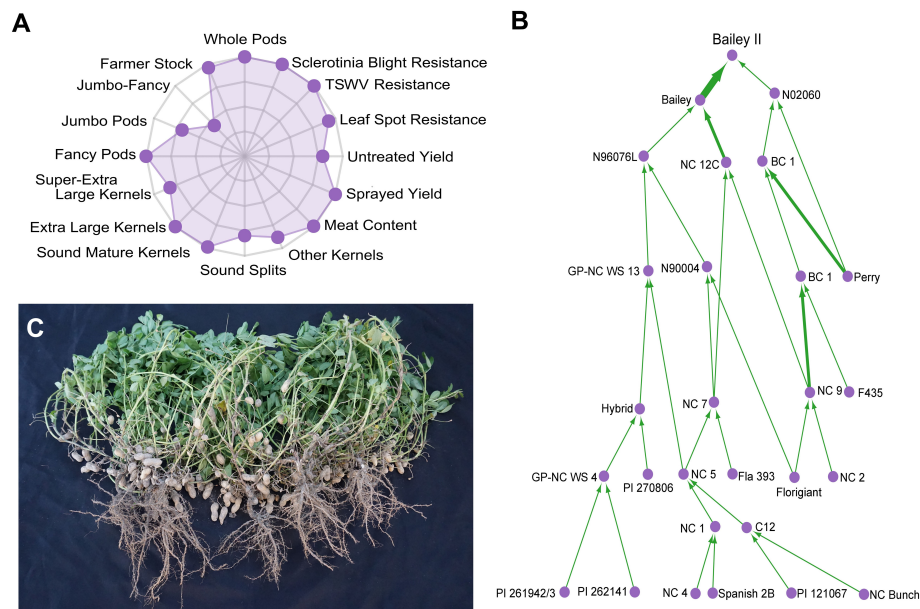 A
Whole Pods
Farmer Stock
Sclerotinia Blight Resistance
Jumbo-Fancy
TSWV Resistance
Jumbo Pods
Leaf Spot Resistance
Fancy Pods
Untreated Yield
Super-Extra
Large Kernels
Sprayed Yield
Extra Large Kernels
Meat Content
Sound Mature Kernels
Other Kernels
Sound Splits
B
Bailey II
Bailey
N02060
N96076L
NC 12C
BC 1
GP-NC WS 13
N90004
BC 1
Perry
Hybrid
NC 7
NC 9
F435
GP-NC WS 4
PI 270806
NC 5
Fla 393
Florigiant
NC 2
NC 1
C12
PI 261942/3
PI 262141
NC 4
Spanish 2B
PI 121067
NC Bunch
C